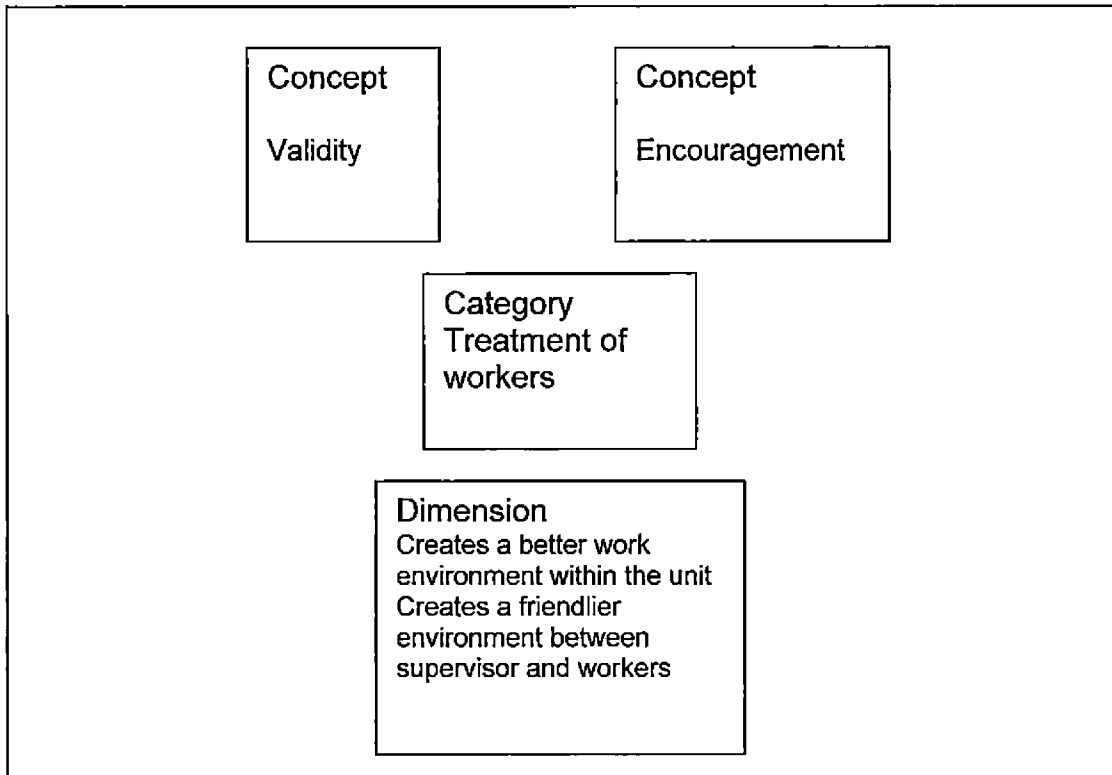 Concept
Validity
Concept
Encouragement
Category
Treatment of
workers
Dimension
Creates a better work
environment within the unit
Creates a friendlier
environment between
supervisor and workers